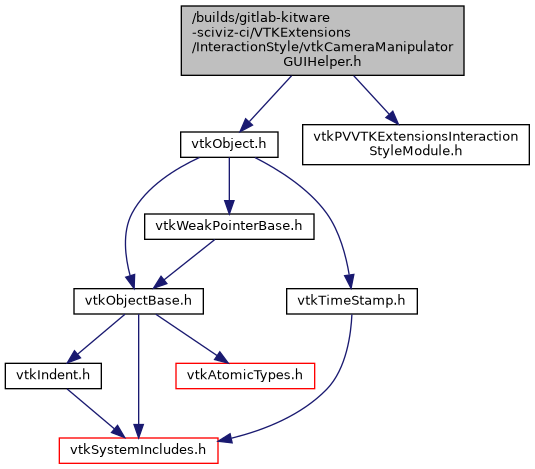 /builds/gitlab-kitware
-sciviz-ci/VTKExtensions
/InteractionStyle/vtkCameraManipulator
GUIHelper.h
vtkObject.h
vtkPVVTKExtensionsInteraction
StyleModule.h
vtkWeakPointerBase.h
vtkObjectBase.h
vtkTimeStamp.h
vtkIndent.h
vtkAtomicTypes.h
vtkSystemIncludes.h